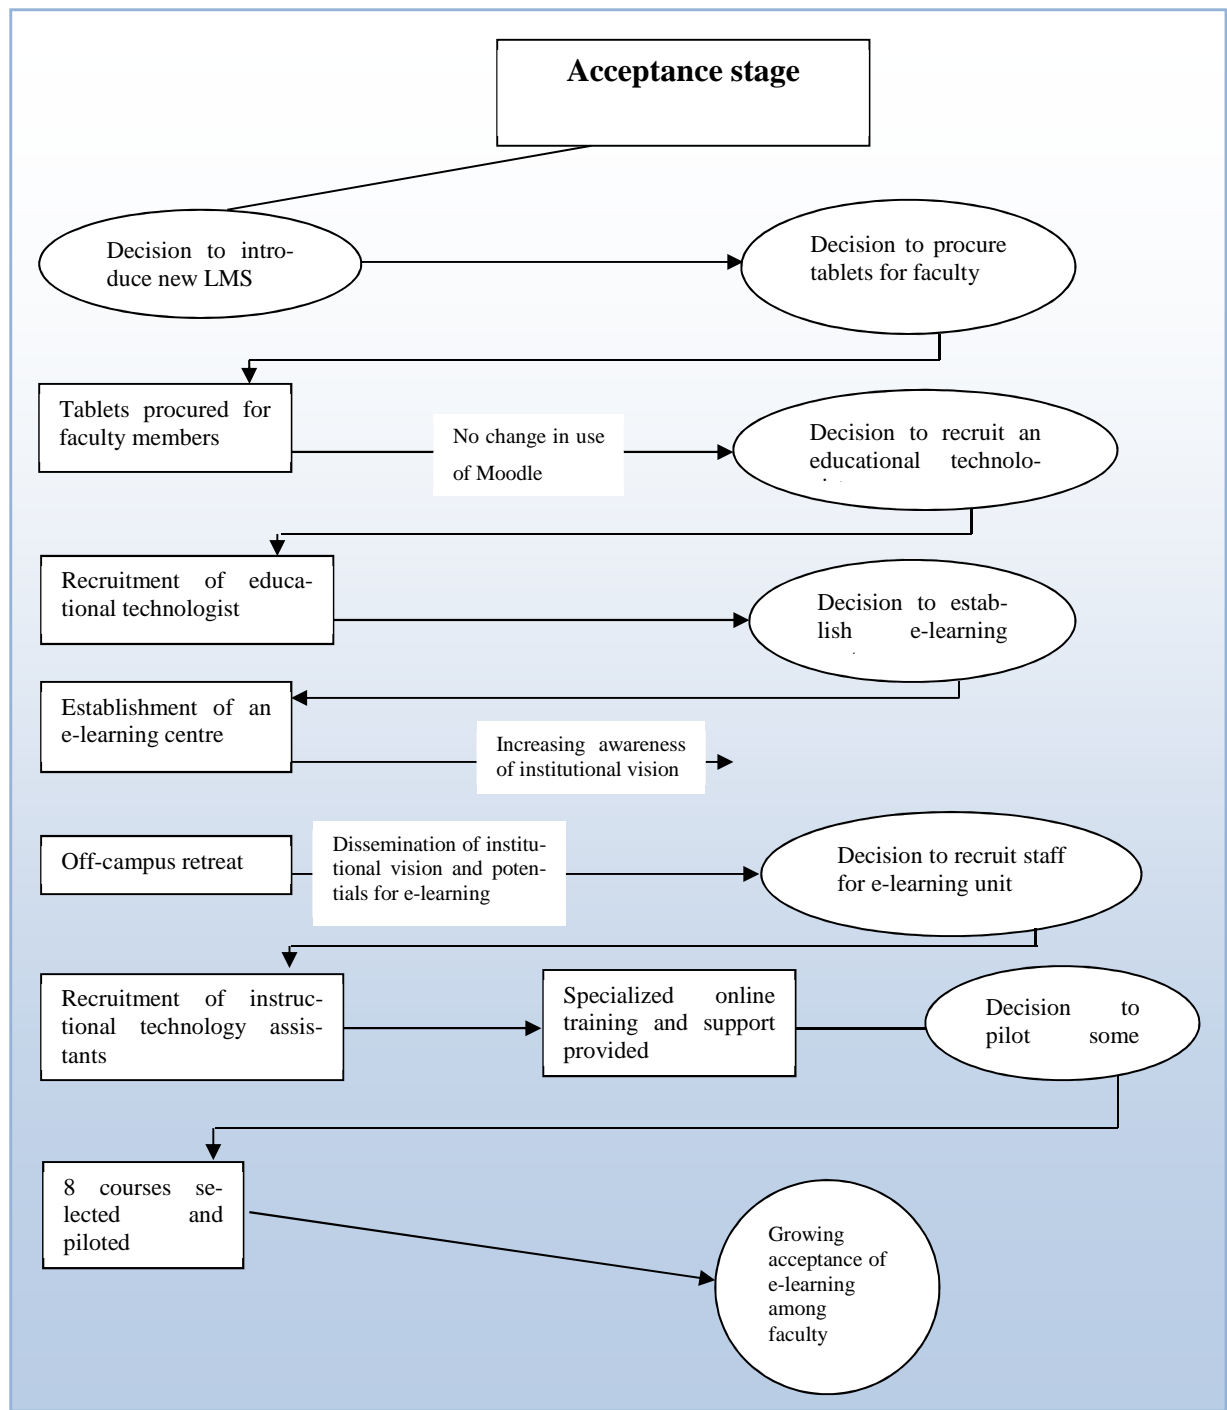 Acceptance stage
Decision to intro-
duce new LMS
Decision to procure
tablets for faculty
Tablets procured for
faculty members
No change in use
of Moodle
Decision to recruit an
educational technolo-
Recruitment of educa-
tional technologist
Decision to estab-
lish e-learning
Establishment of an
e-learning centre
Increasing awareness
of institutional vision
Off-campus retreat
Dissemination of institu-
tional vision and poten-
tials for e-learning
Decision to recruit staff
for e-learning unit
Recruitment of instruc-
tional technology assis-
tants
Specialized online
training and support
provided
Decision to
pilot some
8 courses se-
lected and
piloted
Growing
acceptance of
e-learning
among
faculty